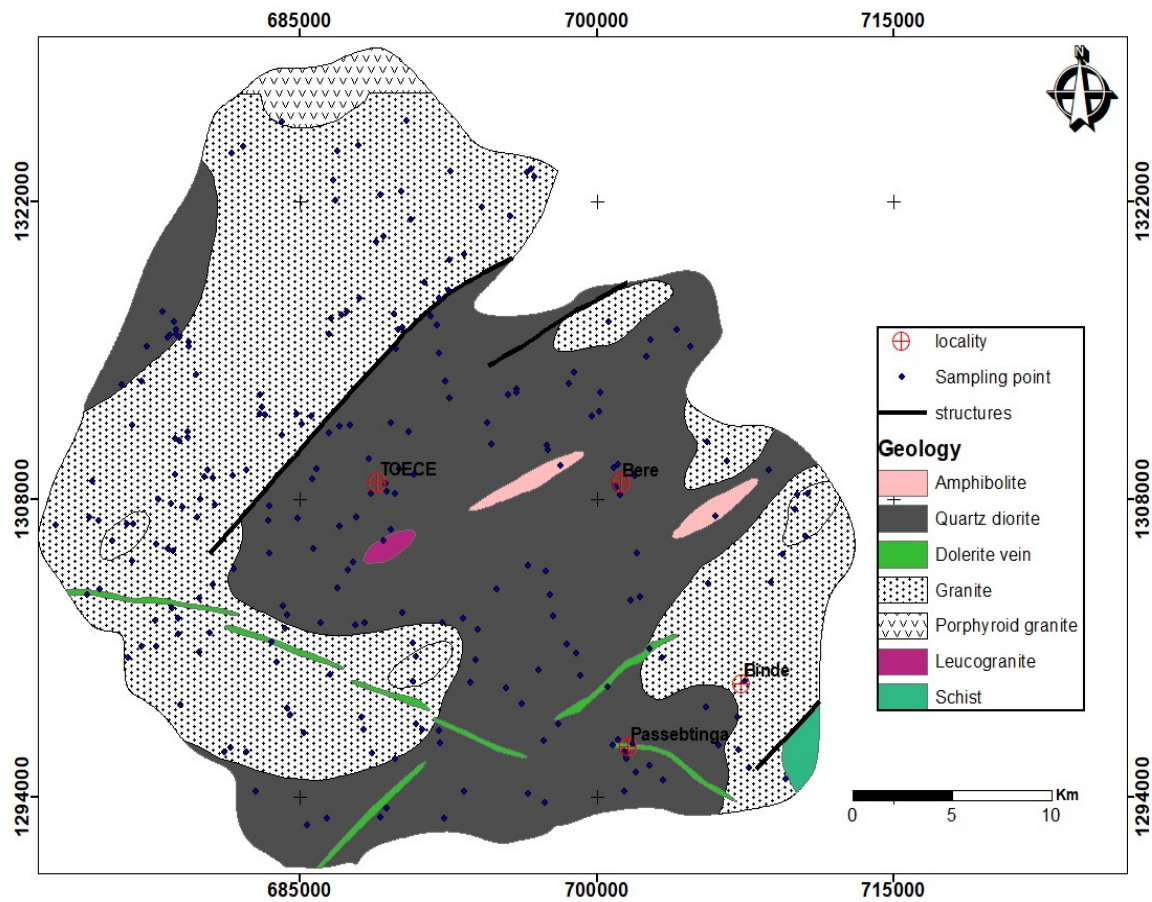 685000 700000 715000
N
1322000 1322000
locality
Sampling point
structures
Geology
TOECE Bere
Amphibolite
1308000 1308000
Quartz diorite
Dolerite vein
Granite
Porphyroid granite
Leucogranite
Binde
Schist
Passebtinga
1294000 1294000
Km
0 5 10
685000 700000 715000